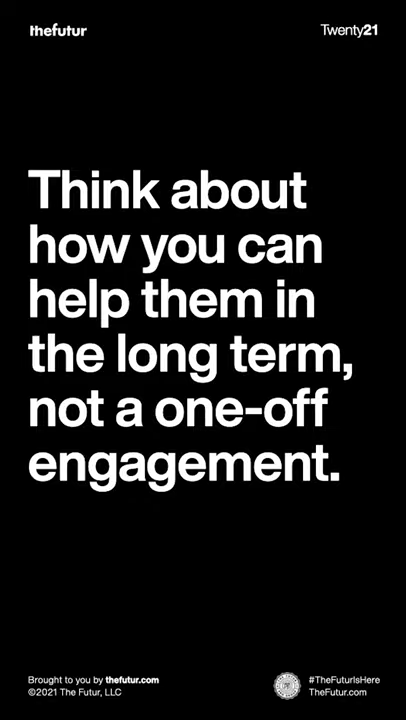 thefutur
Twenty21
Think about
how you can
help them in
the long term,
not a one-off
engagement.
Brought to you by thefutur.com
©2021 The Futur, LLC
#TheFuturIsHere
TheFutur.com